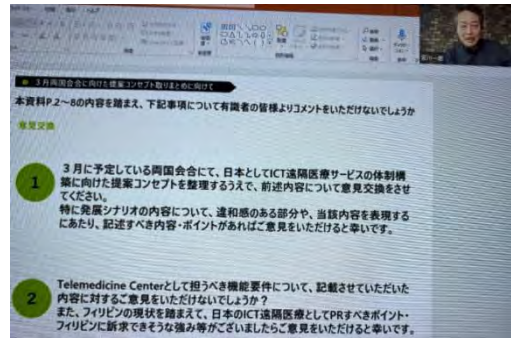 3月両国会合に向けた提案コンセプト取りまとめに向けて
本資料P.2~8の内容を踏まえ、下記事項について有識者の皆様よりコメントをいただけないでしょうか
意見交換
1
3月に予定している両国会合にて、日本としてICT遠隔医療サービスの体制構
築に向けた提案コンセプトを整理するうえで、前述内容について意見交換をさせ
てください。
特に発展シナリオの内容について、違和感のある部分や、当該内容を表現する
にあたり、記述すべき内容・ポイントがあればご意見をいただけると幸いです。
2
Telemedicine Centerとして担うべき機能要件について、記載させていただいた
内容に対するご意見をいただけないでしょうか?
また、フィリピンの現状を踏まえて、日本のICT遠隔医療としてPRすべきポイント・
フィリピンに訴求できそうな強み等がございましたらご意見をいただけると幸いです。